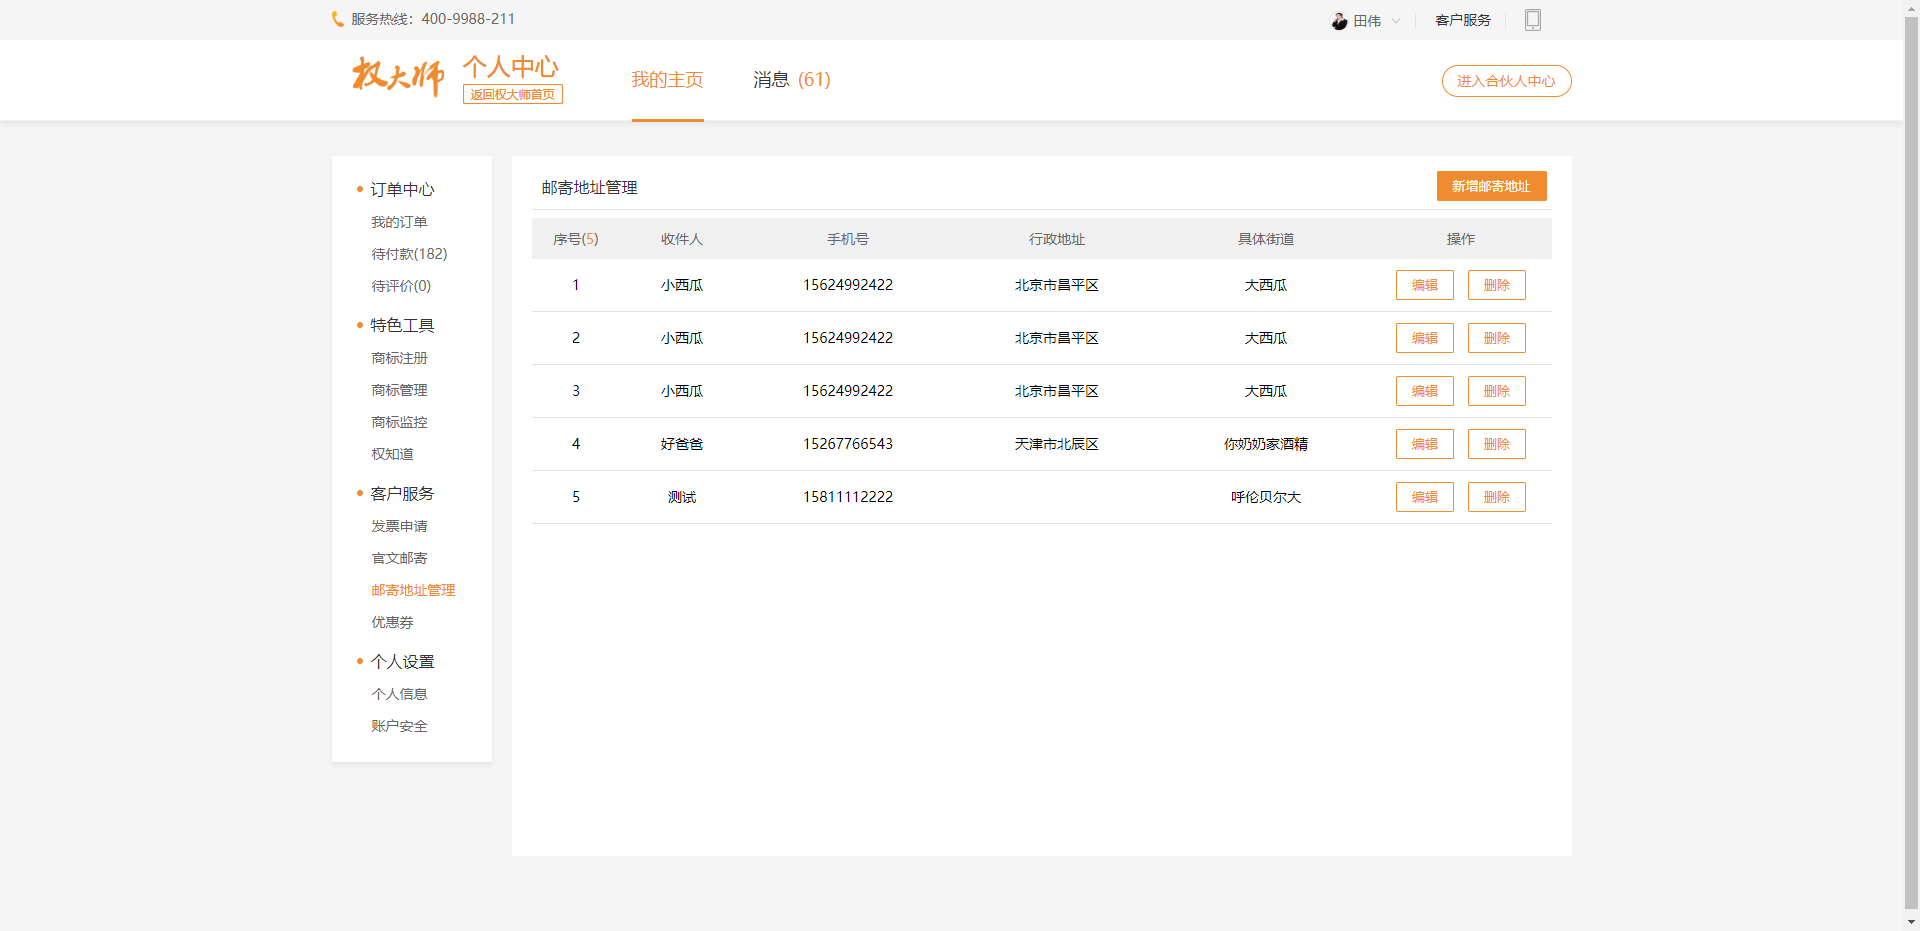 服务热线：400-9988-211
田伟
客户服务
权大师
个人中心
返回权大师首页
我的主页
消息 (61)
进入合伙人中心
订单中心
我的订单
待付款(182)
待评价(0)
特色工具
商标注册
商标管理
商标监控
权知道
客户服务
发票申请
官文邮寄
邮寄地址管理
优惠券
个人设置
个人信息
账户安全
邮寄地址管理
新增邮寄地址
序号(5) 收件人 手机号 行政地址 具体街道 操作
1 小西瓜 15624992422 北京市昌平区 大西瓜 编辑 删除
2 小西瓜 15624992422 北京市昌平区 大西瓜 编辑 删除
3 小西瓜 15624992422 北京市昌平区 大西瓜 编辑 删除
4 好爸爸 15267766543 天津市北辰区 你奶奶家酒精 编辑 删除
5 测试 15811112222 呼伦贝尔大 编辑 删除